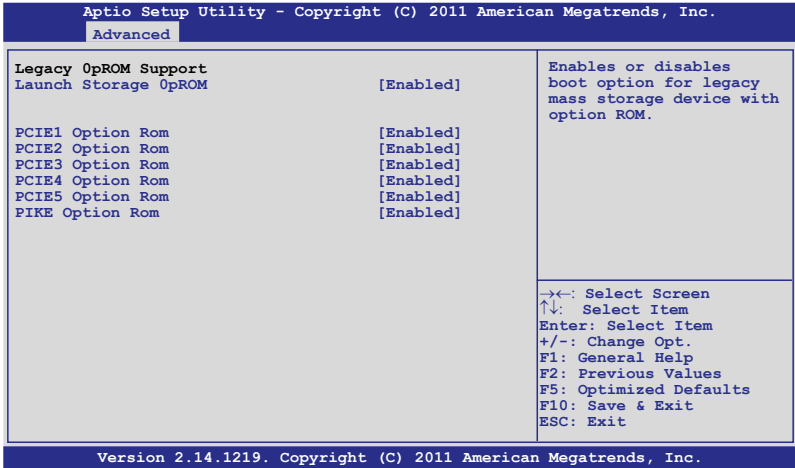 Aptio Setup Utility - Copyright (C) 2011 American Megatrends, Inc.
Advanced
Legacy 0pROM Support
Launch Storage 0pROM [Enabled]
PCIE1 Option Rom [Enabled]
PCIE2 Option Rom [Enabled]
PCIE3 Option Rom [Enabled]
PCIE4 Option Rom [Enabled]
PCIE5 Option Rom [Enabled]
PIKE Option Rom [Enabled]
Enables or disables
boot option for legacy
mass storage device with
option ROM.
→←: Select Screen
↑↓: Select Item
Enter: Select Item
+/-: Change Opt.
F1: General Help
F2: Previous Values
F5: Optimized Defaults
F10: Save & Exit
ESC: Exit
Version 2.14.1219. Copyright (C) 2011 American Megatrends, Inc.